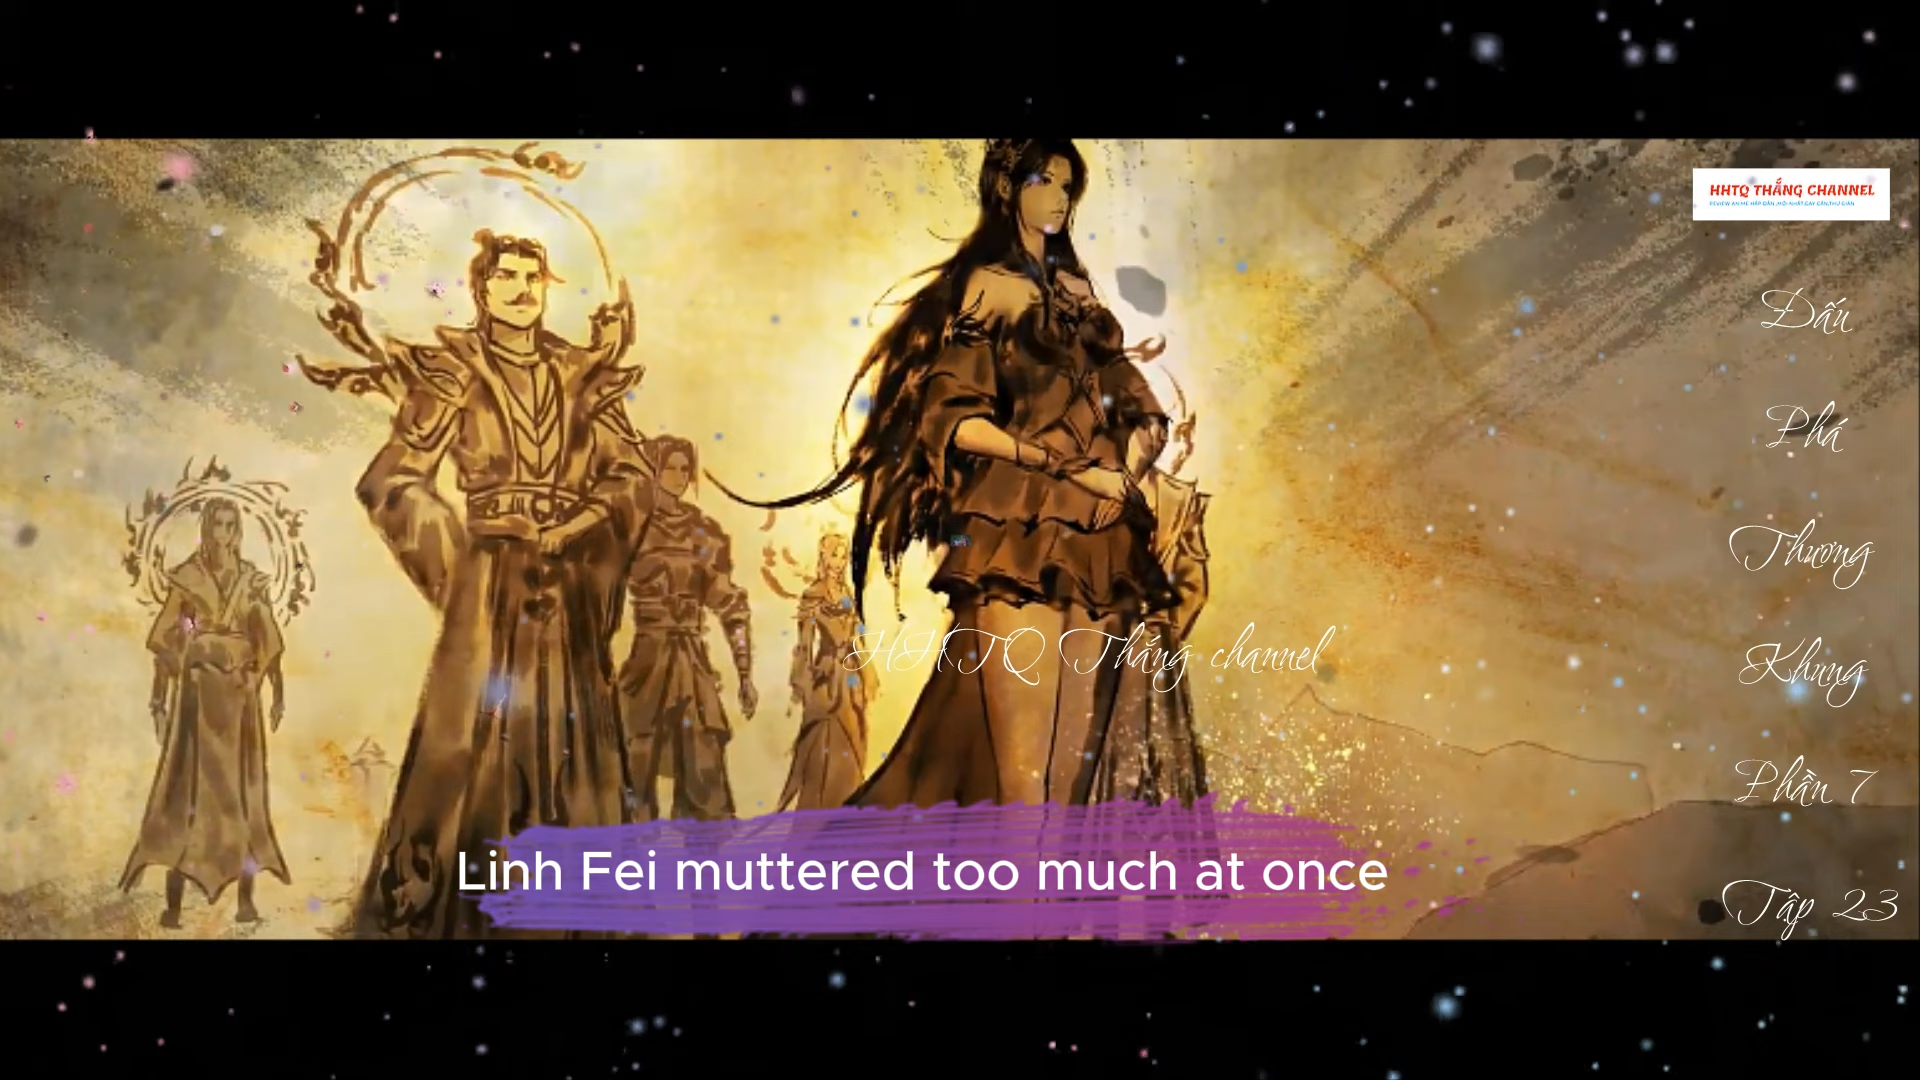 HHTQ THẮNG CHANNEL
Dấu
Phá
Thương
Khung
HHTQ Thắng channel
Phần 7
Linh Fei muttered too much at once
Tập 23